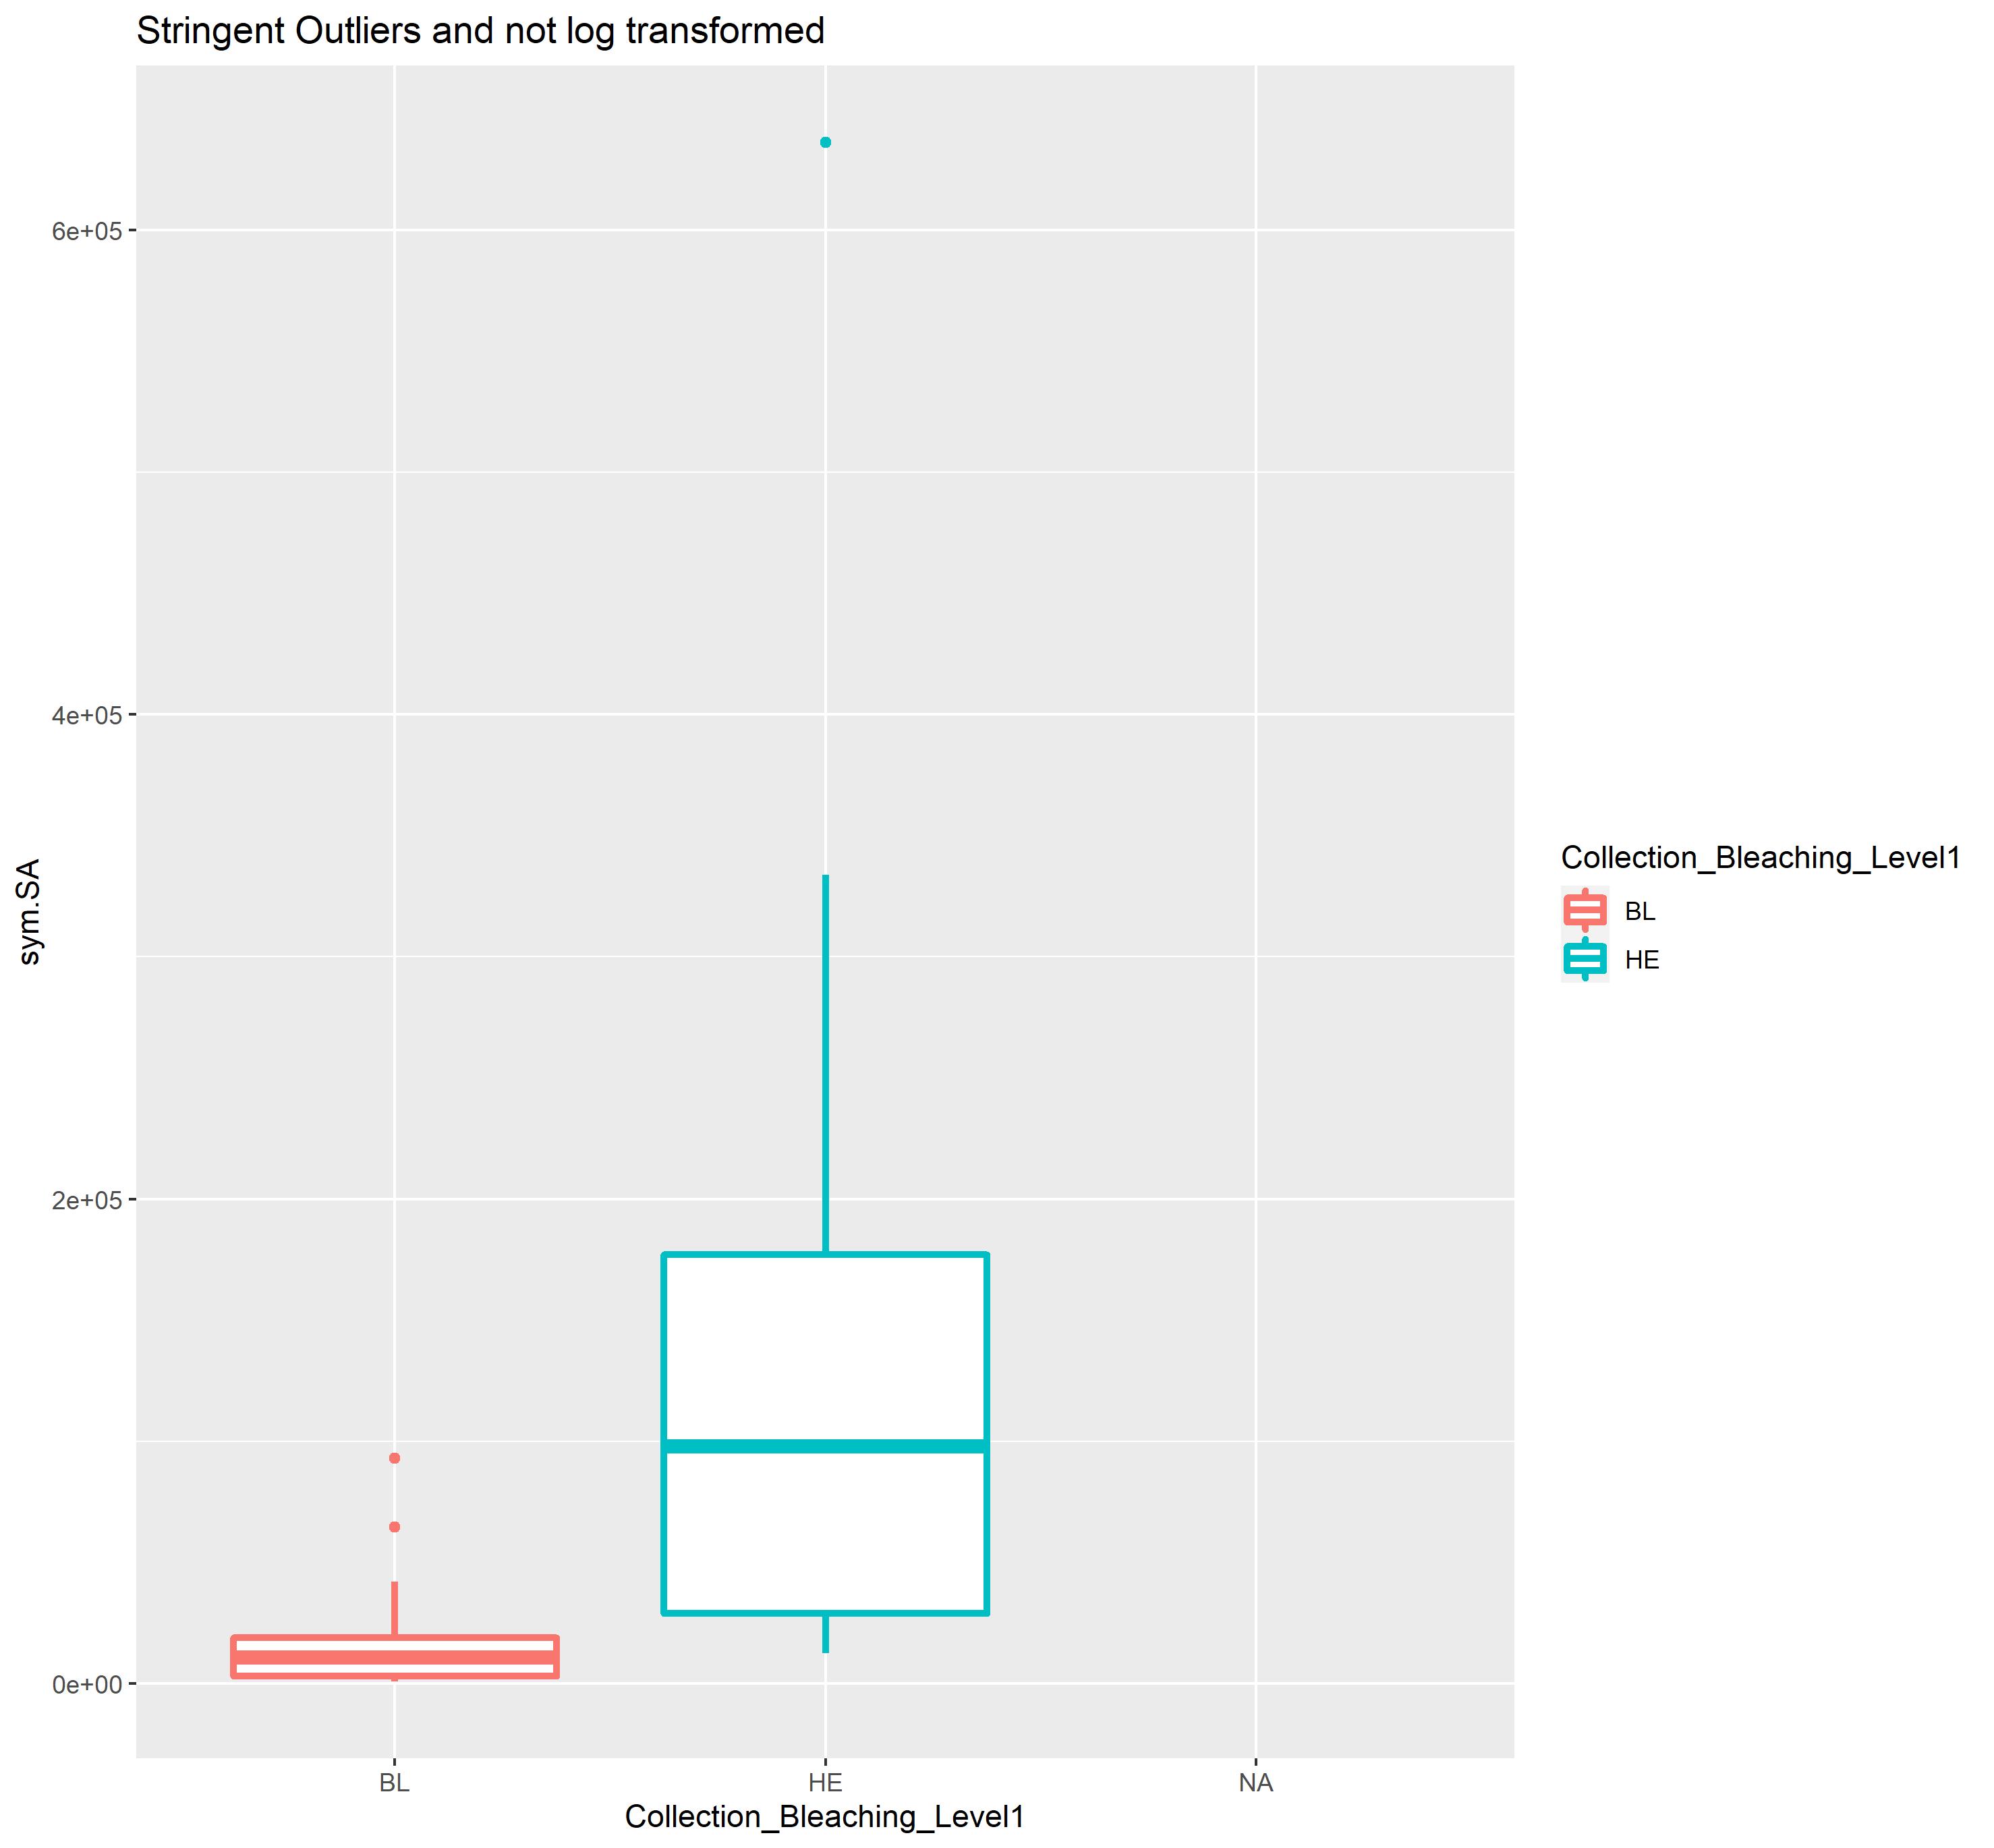 Stringent Outliers and not log transformed
6e+05
4e+05
2e+05
0e+00
sym.SA
BL
HE
NA
Collection_Bleaching_Level1
Collection_Bleaching_Level1
BL
HE